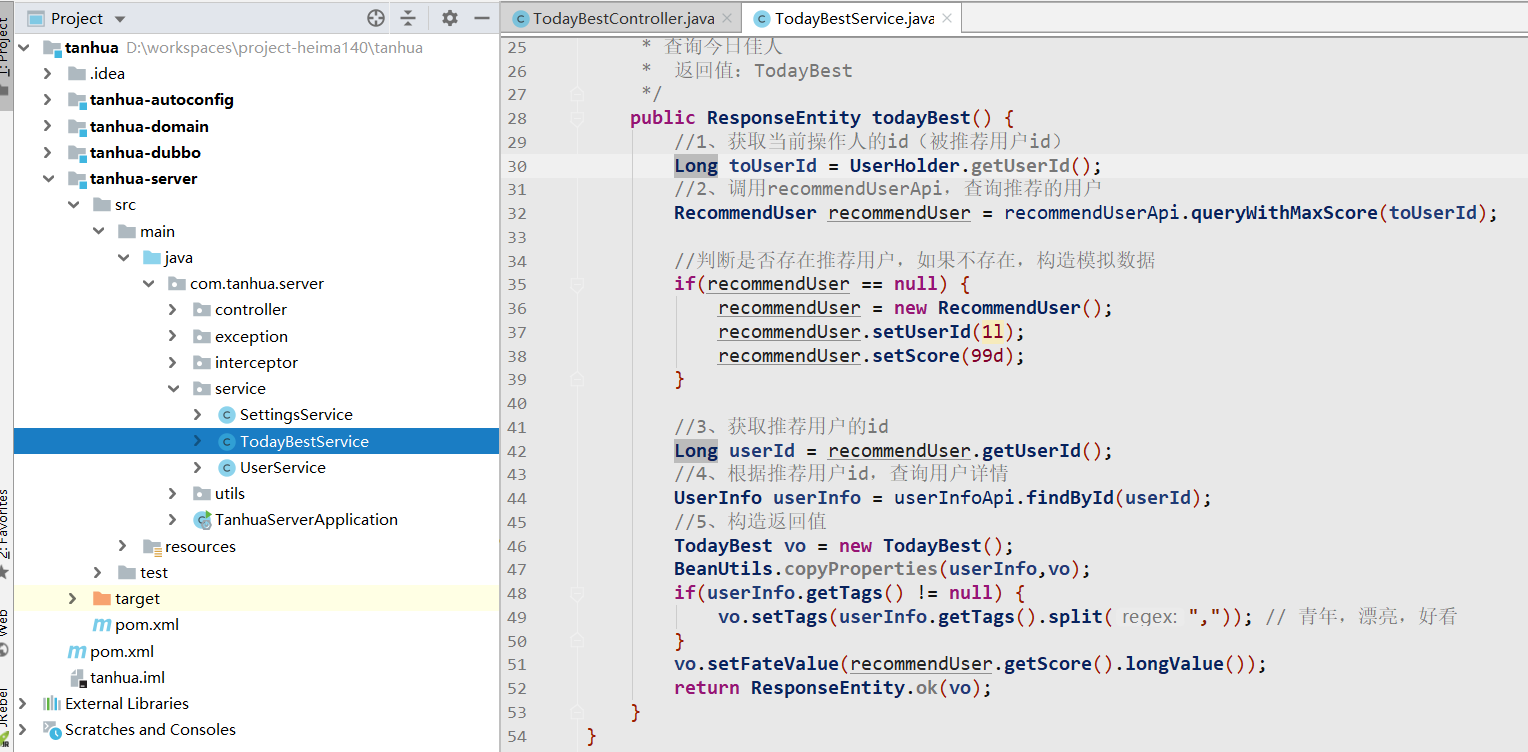 Project
TodayBestController.java
TodayBestService.java
1: Project
2: Favorites
Web
JRebel
tanhua D:\workspaces\project-heima140\tanhua
.idea
tanhua-autoconfig
tanhua-domain
tanhua-dubbo
tanhua-server
src
main
java
com.tanhua.server
controller
exception
interceptor
service
SettingsService
TodayBestService
UserService
utils
TanhuaServerApplication
resources
test
target
pom.xml
pom.xml
tanhua.iml
External Libraries
Scratches and Consoles
25 * 查询今日佳人
26 * 返回值：TodayBest
27 */
28 public ResponseEntity todayBest() {
29 //1、获取当前操作人的id（被推荐用户id）
30 Long toUserId = UserHolder.getUserId();
31 //2、调用recommendUserApi，查询推荐的用户
32 RecommendUser recommendUser = recommendUserApi.queryWithMaxScore(toUserId);
33
34 //判断是否存在推荐用户，如果不存在，构造模拟数据
35 if(recommendUser == null) {
36 recommendUser = new RecommendUser();
37 recommendUser.setUserId(1l);
38 recommendUser.setScore(99d);
39 }
40
41 //3、获取推荐用户的id
42 Long userId = recommendUser.getUserId();
43 //4、根据推荐用户id，查询用户详情
44 UserInfo userInfo = userInfoApi.findById(userId);
45 //5、构造返回值
46 TodayBest vo = new TodayBest();
47 BeanUtils.copyProperties(userInfo,vo);
48 if(userInfo.getTags() != null) {
49 vo.setTags(userInfo.getTags().split( regex: ",")); // 青年，漂亮，好看
50 }
51 vo.setFateValue(recommendUser.getScore().longValue());
52 return ResponseEntity.ok(vo);
53 }
54 }